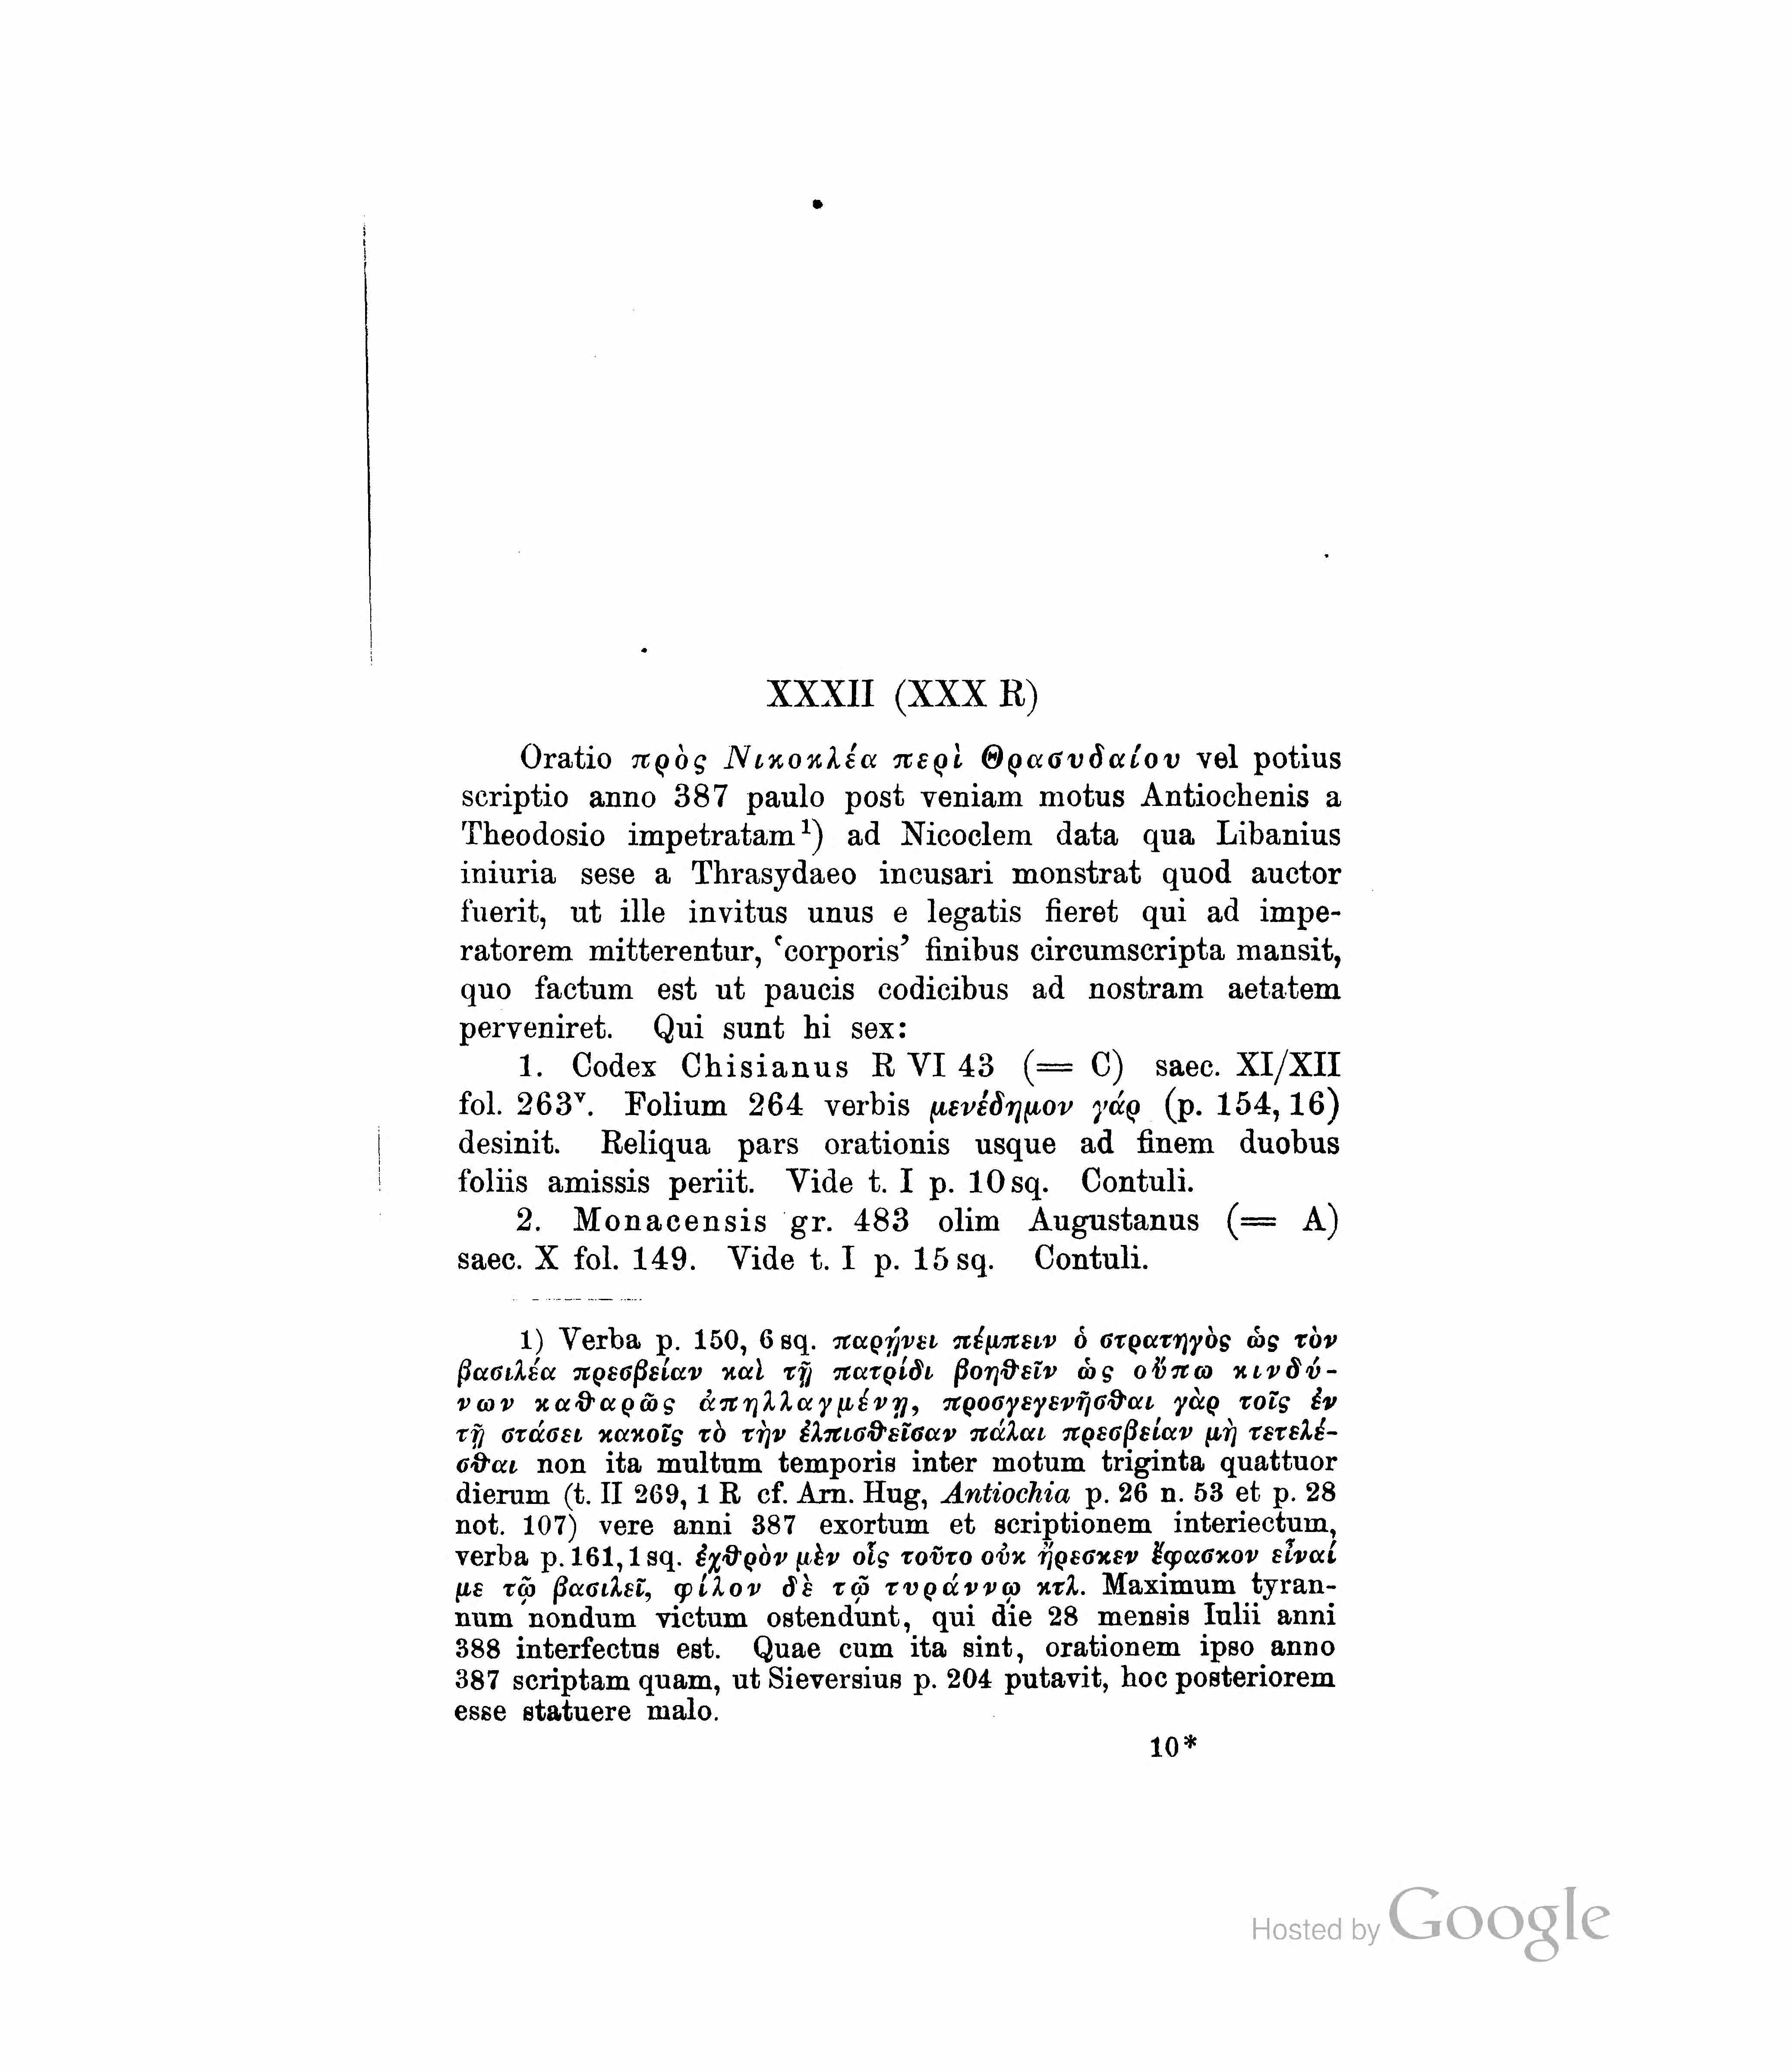 XXXII (XXX R)
Oratio πρὸς Νικοκλέα περὶ Θρασυδαίου vel potius
scriptio anno 387 paulo post veniam motus Antiochenis a
Theodosio impetratam¹) ad Nicoclem data qua Libanius
iniuria sese a Thrasydaeo incusari monstrat quod auctor
fuerit, ut ille invitus unus e legatis fieret qui ad impe-
ratorem mitterentur, ‘corporis’ finibus circumscripta mansit,
quo factum est ut paucis codicibus ad nostram aetatem
perveniret. Qui sunt hi sex:
1. Codex Chisianus R VI 43 (= C) saec. XI/XII
fol. 263ᵛ. Folium 264 verbis μενέδημον γάρ (p. 154, 16)
desinit. Reliqua pars orationis usque ad finem duobus
foliis amissis periit. Vide t. I p. 10 sq. Contuli.
2. Monacensis gr. 483 olim Augustanus (= A)
saec. X fol. 149. Vide t. I p. 15 sq. Contuli.
1) Verba p. 150, 6 sq. παρῄνει πέμπειν ὁ στρατηγὸς ὡς τὸν
βασιλέα πρεσβείαν καὶ τῇ πατρίδι βοηθεῖν ὡς οὔπω κινδύ-
νων καθαρῶς ἀπηλλαγμένῃ, προσγεγενῆσθαι γὰρ τοῖς ἐν
τῇ στάσει κακοῖς τὸ τὴν ἐλπισθεῖσαν πάλαι πρεσβείαν μὴ τετελέ-
σθαι non ita multum temporis inter motum triginta quattuor
dierum (t. II 269, 1 R cf. Arn. Hug, Antiochia p. 26 n. 53 et p. 28
not. 107) vere anni 387 exortum et scriptionem interiectum,
verba p. 161, 1 sq. ἐχθρὸν μὲν οἷς τοῦτο οὐκ ἤρεσκεν ἔφασκον εἶναί
με τῷ βασιλεῖ, φίλον δὲ τῷ τυράννῳ κτλ. Maximum tyran-
num nondum victum ostendunt, qui die 28 mensis Iulii anni
388 interfectus est. Quae cum ita sint, orationem ipso anno
387 scriptam quam, ut Sieversius p. 204 putavit, hoc posteriorem
esse statuere malo.
10*
Hosted by Google